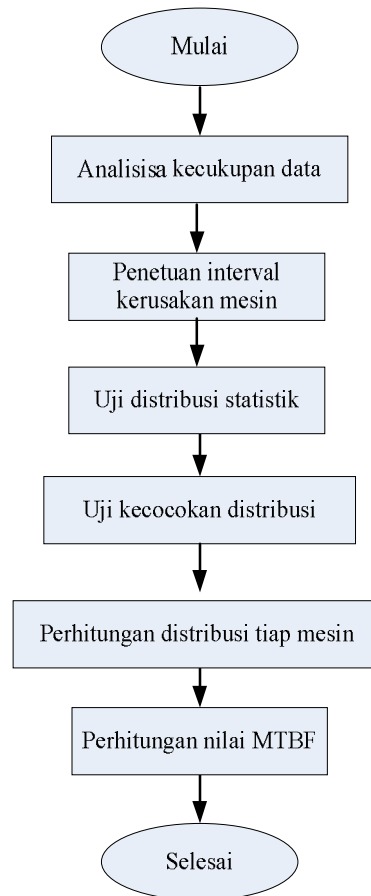 Mulai
Analisisa kecukupan data
Penetuan interval
kerusakan mesin
Uji distribusi statistik
Uji kecocokan distribusi
Perhitungan distribusi tiap mesin
Perhitungan nilai MTBF
Selesai